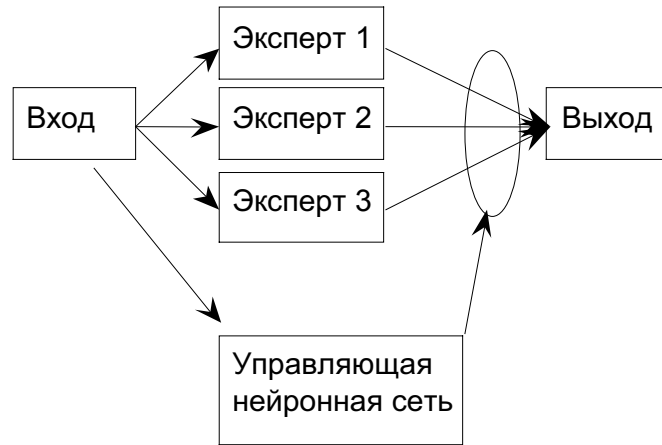 Эксперт 1
Вход
Эксперт 2
Выход
Эксперт 3
Управляющая
нейронная сеть